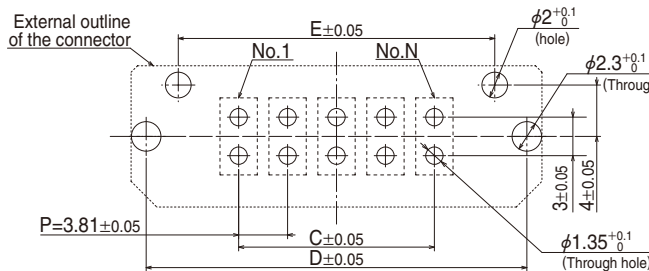 External outline
of the connector
E±0.05
No.1
No.N
ϕ2 +0.1 0
(hole)
ϕ2.3 +0.1 0
(Through
3±0.05
4±0.05
P=3.81±0.05
C±0.05
D±0.05
ϕ1.35 +0.1 0
(Through hole)